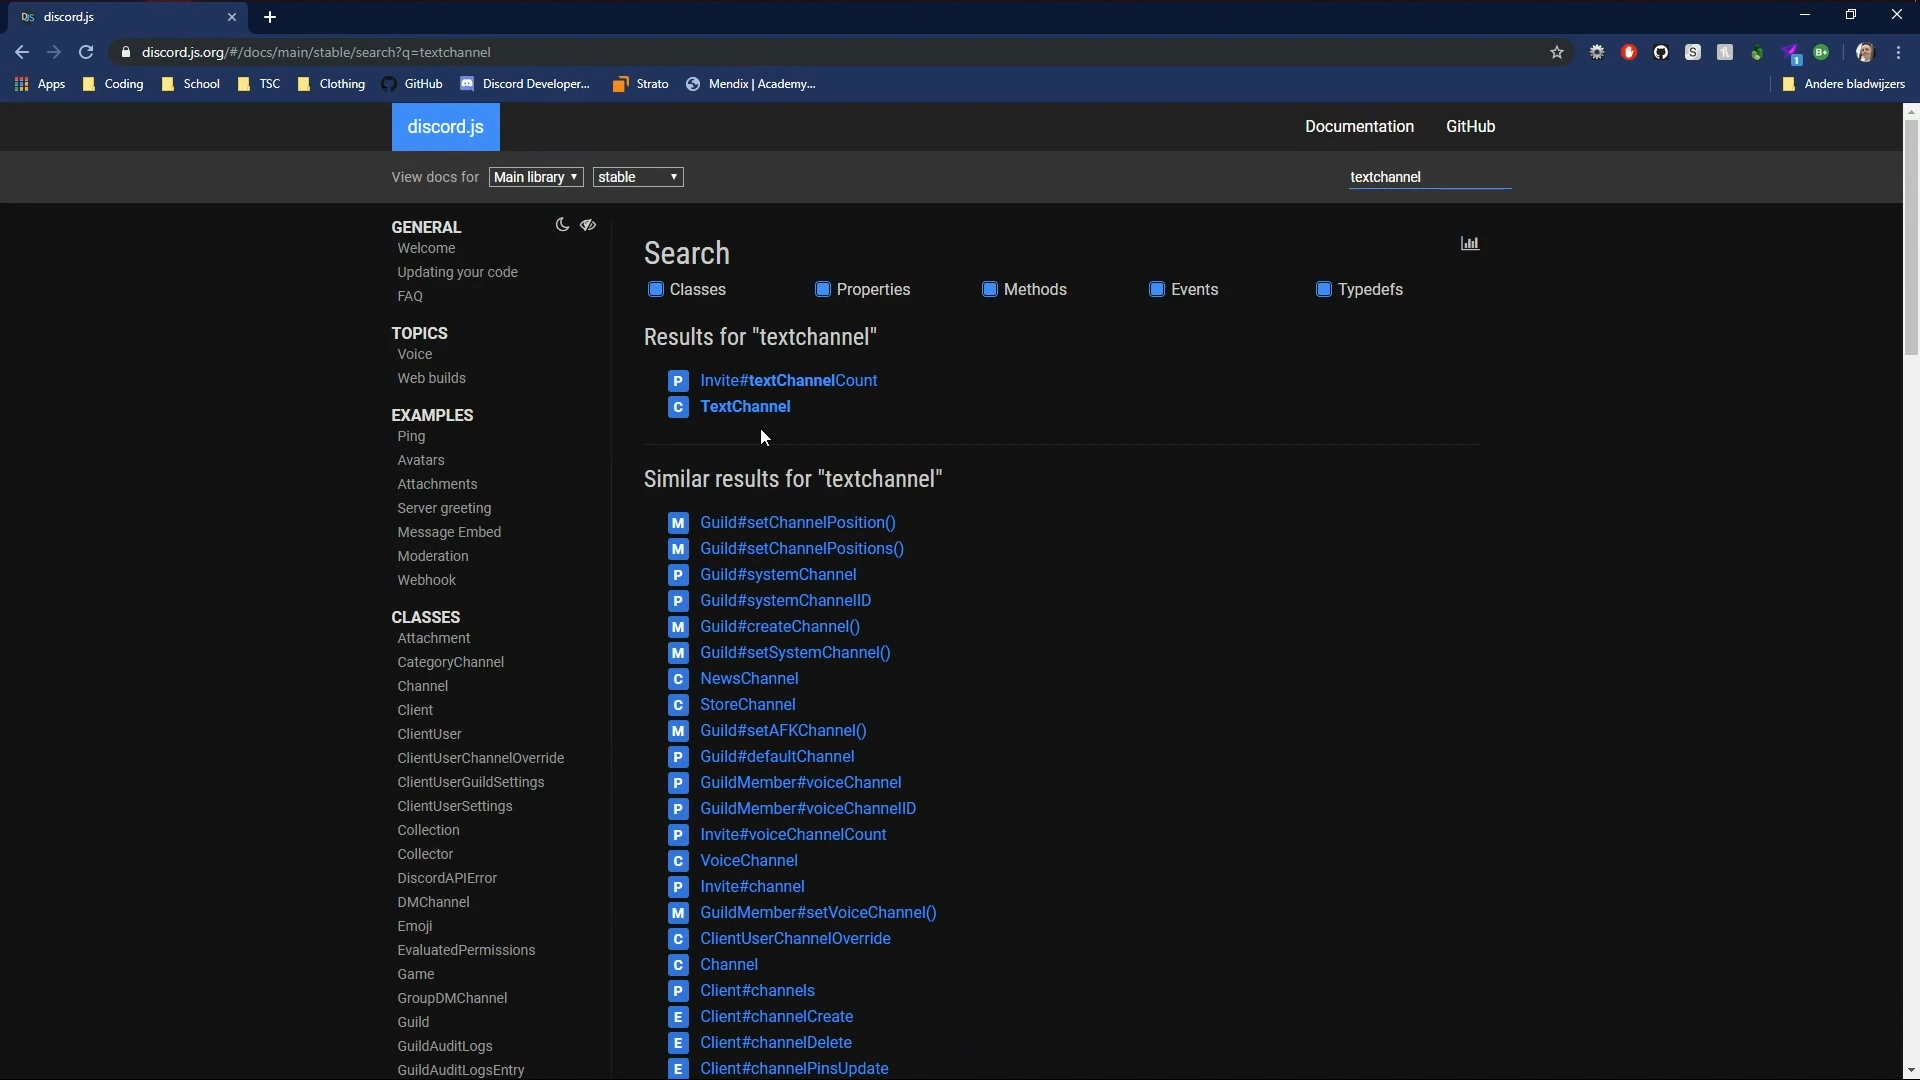 DJS discord.js
discord.js.org/#/docs/main/stable/search?q=textchannel
S
B+
1
Apps Coding School TSC Clothing GitHub Discord Developer... Strato Mendix | Academy... Andere bladwijzers
discord.js Documentation GitHub
View docs for Main library stable textchannel
GENERAL
Welcome
Updating your code
FAQ
TOPICS
Voice
Web builds
EXAMPLES
Ping
Avatars
Attachments
Server greeting
Message Embed
Moderation
Webhook
CLASSES
Attachment
CategoryChannel
Channel
Client
ClientUser
ClientUserChannelOverride
ClientUserGuildSettings
ClientUserSettings
Collection
Collector
DiscordAPIError
DMChannel
Emoji
EvaluatedPermissions
Game
GroupDMChannel
Guild
GuildAuditLogs
GuildAuditLogsEntry
Search
Classes Properties Methods Events Typedefs
Results for "textchannel"
P Invite#textChannelCount
C TextChannel
Similar results for "textchannel"
M Guild#setChannelPosition()
M Guild#setChannelPositions()
P Guild#systemChannel
P Guild#systemChannelID
M Guild#createChannel()
M Guild#setSystemChannel()
C NewsChannel
C StoreChannel
M Guild#setAFKChannel()
P Guild#defaultChannel
P GuildMember#voiceChannel
P GuildMember#voiceChannelID
P Invite#voiceChannelCount
C VoiceChannel
P Invite#channel
M GuildMember#setVoiceChannel()
C ClientUserChannelOverride
C Channel
P Client#channels
E Client#channelCreate
E Client#channelDelete
E Client#channelPinsUpdate